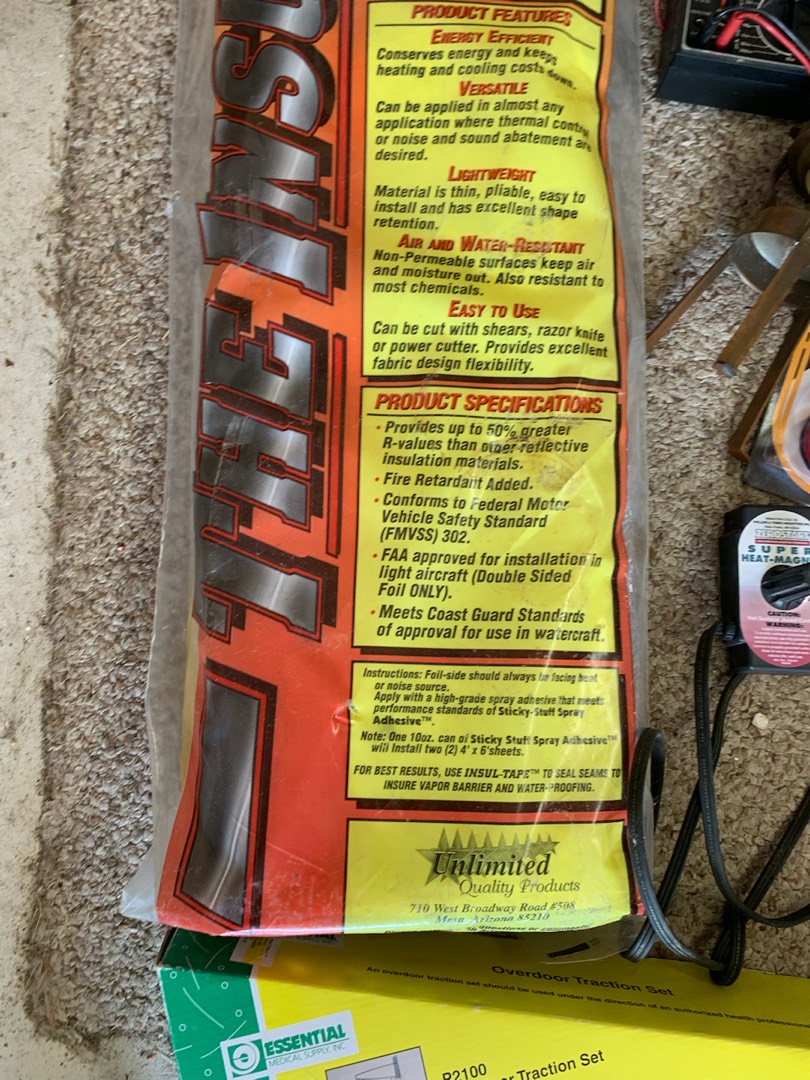 THE INSU
PRODUCT FEATURES
ENERGY EFFICIENT
Conserves energy and keeps
heating and cooling costs down.
VERSATILE
Can be applied in almost any
application where thermal control
or noise and sound abatement are
desired.
LIGHTWEIGHT
Material is thin, pliable, easy to
install and has excellent shape
retention.
AIR AND WATER-RESISTANT
Non-Permeable surfaces keep air
and moisture out. Also resistant to
most chemicals.
EASY TO USE
Can be cut with shears, razor knife
or power cutter. Provides excellent
fabric design flexibility.
PRODUCT SPECIFICATIONS
• Provides up to 50% greater
R-values than other reflective
insulation materials.
• Fire Retardant Added.
• Conforms to Federal Motor
Vehicle Safety Standard
(FMVSS) 302.
• FAA approved for installation in
light aircraft (Double Sided
Foil ONLY).
• Meets Coast Guard Standards
of approval for use in watercraft.
Instructions: Foil-side should always be facing heat
or noise source.
Apply with a high-grade spray adhesive that meets
performance standards of Sticky-Stuff Spray
Adhesive™.
Note: One 10oz. can of Sticky Stuff Spray Adhesive™
will Install two (2) 4' x 6' sheets.
FOR BEST RESULTS, USE INSUL-TAPE™ TO SEAL SEAMS TO
INSURE VAPOR BARRIER AND WATER-PROOFING.
Unlimited
Quality Products
710 West Broadway Road #508
Mesa, Arizona 85210
questions or comments
SUPER
HEAT-MAGN
CAUTION:
WARNING:
Overdoor Traction Set
An overdoor traction set should be used under the direction of an authorized health profession
ESSENTIAL
MEDICAL SUPPLY, INC.
P2100
or Traction Set